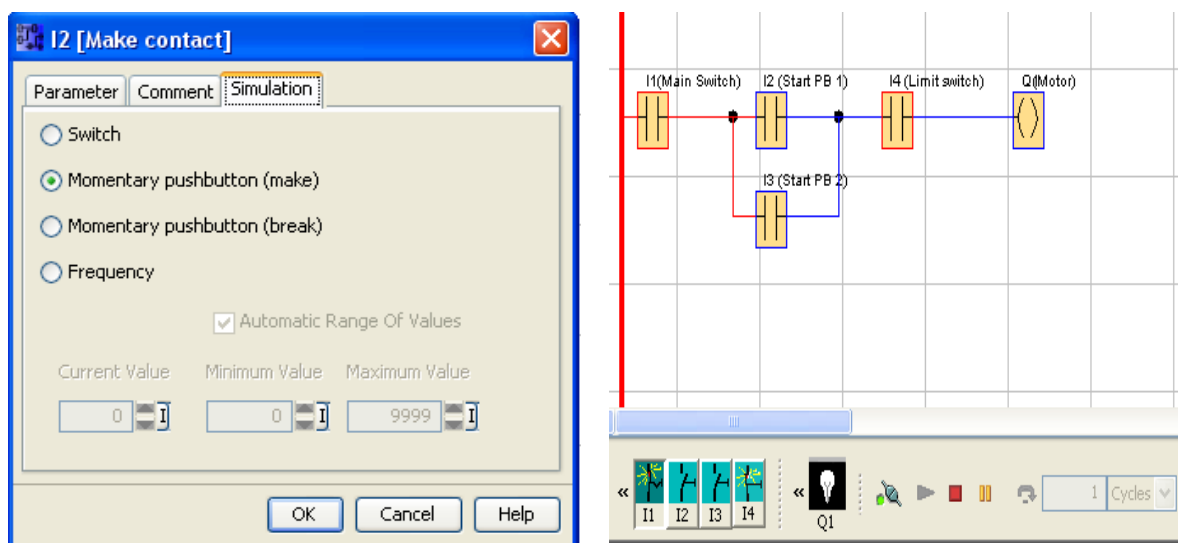 I2 [Make contact]
Parameter Comment Simulation
Switch
Momentary pushbutton (make)
Momentary pushbutton (break)
Frequency
Automatic Range Of Values
Current Value Minimum Value Maximum Value
0 0 9999
OK Cancel Help
I1(Main Switch) I2 (Start PB 1) I4 (Limit switch) Q(Motor)
I3 (Start PB 2)
« I1 I2 I3 I4 « Q1 1 Cycles